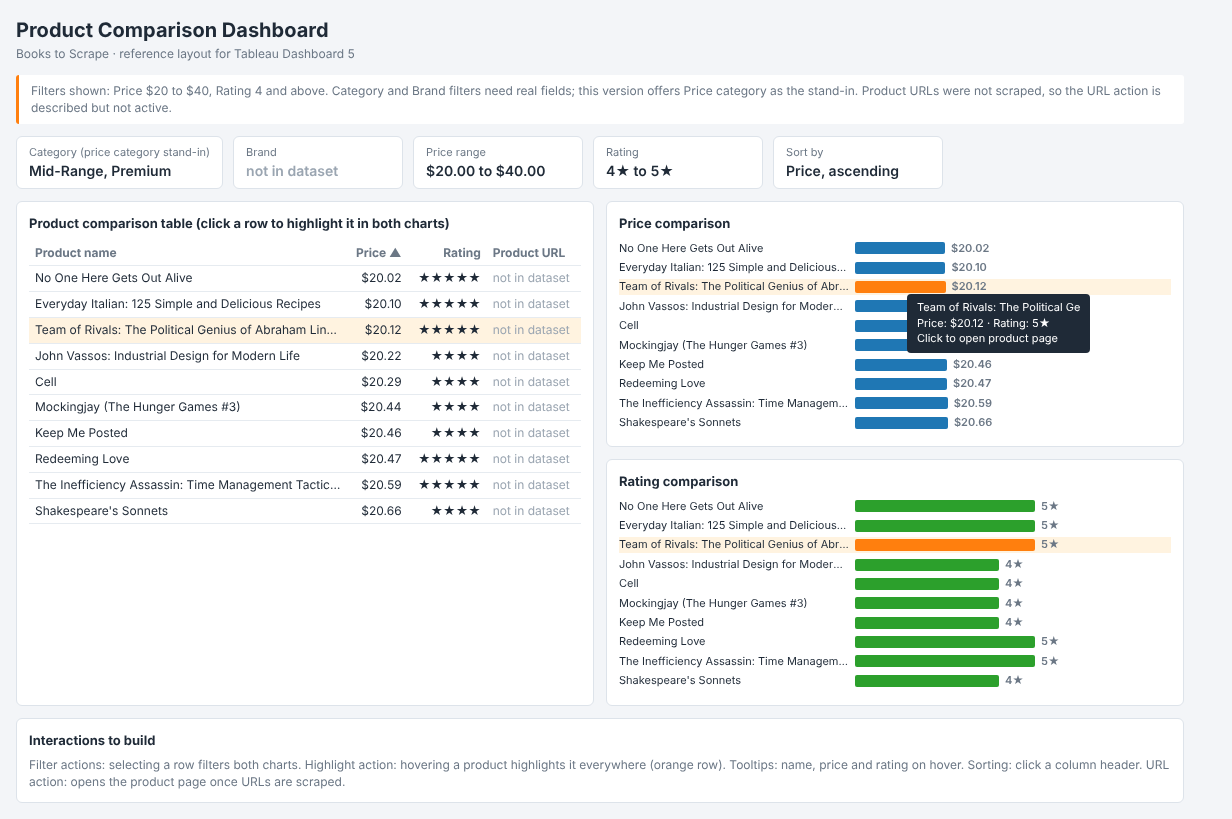 Product Comparison Dashboard
Books to Scrape · reference layout for Tableau Dashboard 5
Filters shown: Price $20 to $40, Rating 4 and above. Category and Brand filters need real fields; this version offers Price category as the stand-in. Product URLs were not scraped, so the URL action is
described but not active.
Category (price category stand-in)
Mid-Range, Premium
Brand
not in dataset
Price range
$20.00 to $40.00
Rating
4★ to 5★
Sort by
Price, ascending
Product comparison table (click a row to highlight it in both charts)
Product name Price ▲ Rating Product URL
No One Here Gets Out Alive $20.02 ★★★★★ not in dataset
Everyday Italian: 125 Simple and Delicious Recipes $20.10 ★★★★★ not in dataset
Team of Rivals: The Political Genius of Abraham Lin... $20.12 ★★★★★ not in dataset
John Vassos: Industrial Design for Modern Life $20.22 ★★★★ not in dataset
Cell $20.29 ★★★★ not in dataset
Mockingjay (The Hunger Games #3) $20.44 ★★★★ not in dataset
Keep Me Posted $20.46 ★★★★ not in dataset
Redeeming Love $20.47 ★★★★★ not in dataset
The Inefficiency Assassin: Time Management Tactic... $20.59 ★★★★★ not in dataset
Shakespeare's Sonnets $20.66 ★★★★ not in dataset
Price comparison
No One Here Gets Out Alive $20.02
Everyday Italian: 125 Simple and Delicious... $20.10
Team of Rivals: The Political Genius of Abr... $20.12
John Vassos: Industrial Design for Moder...
Cell
Mockingjay (The Hunger Games #3)
Keep Me Posted $20.46
Redeeming Love $20.47
The Inefficiency Assassin: Time Managem... $20.59
Shakespeare's Sonnets $20.66
Team of Rivals: The Political Ge
Price: $20.12 · Rating: 5★
Click to open product page
Rating comparison
No One Here Gets Out Alive 5★
Everyday Italian: 125 Simple and Delicious... 5★
Team of Rivals: The Political Genius of Abr... 5★
John Vassos: Industrial Design for Moder... 4★
Cell 4★
Mockingjay (The Hunger Games #3) 4★
Keep Me Posted 4★
Redeeming Love 5★
The Inefficiency Assassin: Time Managem... 5★
Shakespeare's Sonnets 4★
Interactions to build
Filter actions: selecting a row filters both charts. Highlight action: hovering a product highlights it everywhere (orange row). Tooltips: name, price and rating on hover. Sorting: click a column header. URL
action: opens the product page once URLs are scraped.